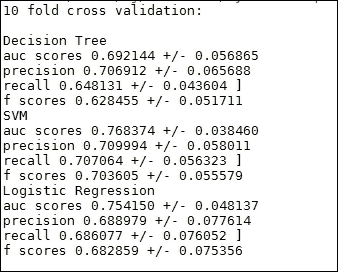 10 fold cross validation:
Decision Tree
auc scores 0.692144 +/- 0.056865
precision 0.706912 +/- 0.065688
recall 0.648131 +/- 0.043604 ]
f scores 0.628455 +/- 0.051711
SVM
auc scores 0.768374 +/- 0.038460
precision 0.709994 +/- 0.058011
recall 0.707064 +/- 0.056323 ]
f scores 0.703605 +/- 0.055579
Logistic Regression
auc scores 0.754150 +/- 0.048137
precision 0.688979 +/- 0.077614
recall 0.686077 +/- 0.076052 ]
f scores 0.682859 +/- 0.075356